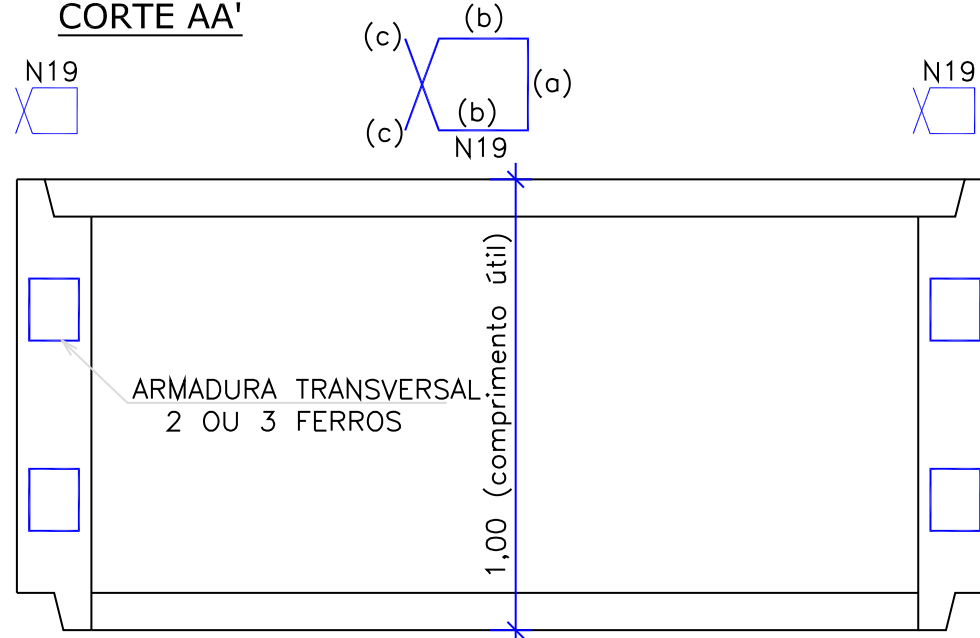 CORTE AA'
(b)
(c)
N19
(a)
N19
(b)
(c)
N19
1,00 (comprimento útil)
ARMADURA TRANSVERSAL
2 OU 3 FERROS